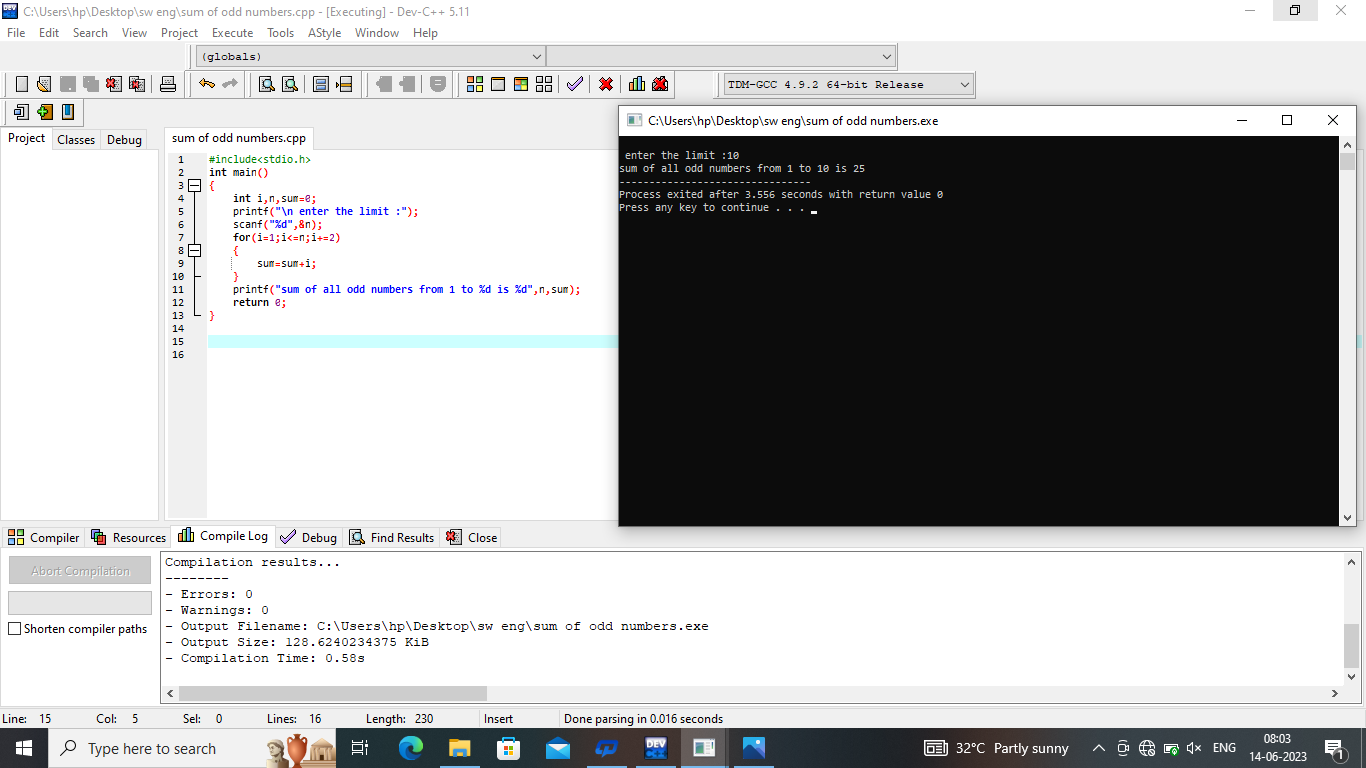 C:\Users\hp\Desktop\sw eng\sum of odd numbers.cpp - [Executing] - Dev-C++ 5.11
File Edit Search View Project Execute Tools AStyle Window Help
(globals)
TDM-GCC 4.9.2 64-bit Release
Project Classes Debug
sum of odd numbers.cpp
1 #include<stdio.h>
2 int main()
3 {
4 int i,n,sum=0;
5 printf("\n enter the limit :");
6 scanf("%d",&n);
7 for(i=1;i<=n;i+=2)
8 {
9 sum=sum+i;
10 }
11 printf("sum of all odd numbers from 1 to %d is %d",n,sum);
12 return 0;
13 }
14
15
16
C:\Users\hp\Desktop\sw eng\sum of odd numbers.exe
enter the limit :10
sum of all odd numbers from 1 to 10 is 25
--------------------------------
Process exited after 3.556 seconds with return value 0
Press any key to continue . . .
Compiler Resources Compile Log Debug Find Results Close
Abort Compilation
Shorten compiler paths
Compilation results...
--------
- Errors: 0
- Warnings: 0
- Output Filename: C:\Users\hp\Desktop\sw eng\sum of odd numbers.exe
- Output Size: 128.6240234375 KiB
- Compilation Time: 0.58s
Line: 15 Col: 5 Sel: 0 Lines: 16 Length: 230 Insert Done parsing in 0.016 seconds
Type here to search
DEV
32°C Partly sunny
ENG
08:03
14-06-2023
1